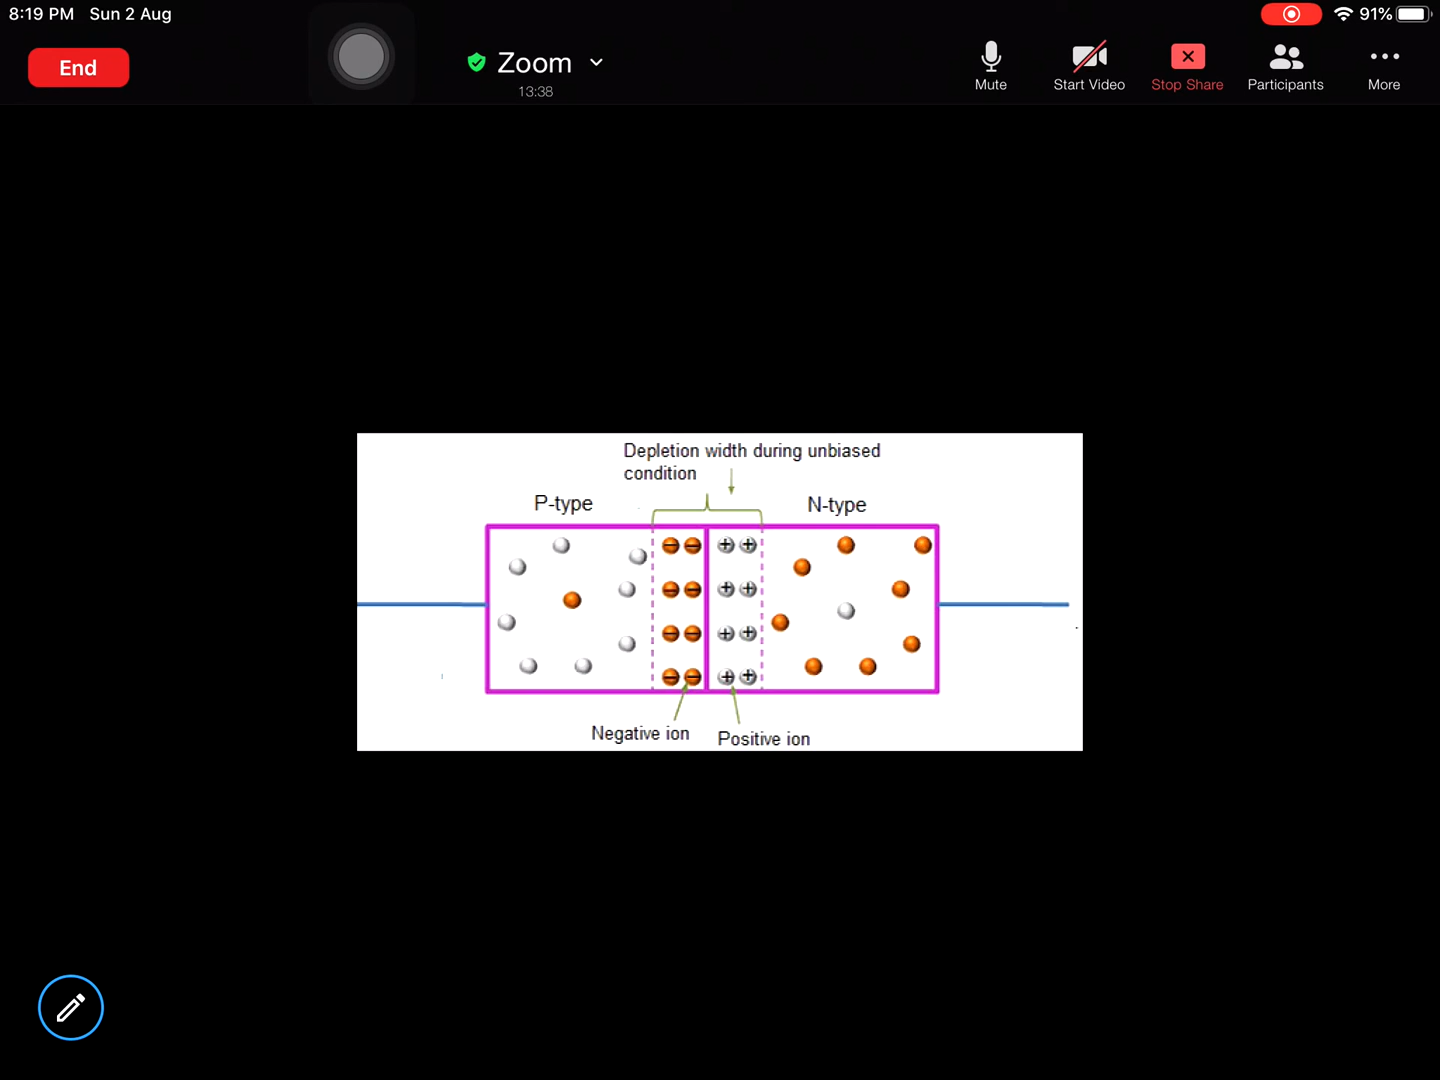 8:19 PM Sun 2 Aug
91%
End
Zoom
13:38
Mute
Start Video
Stop Share
Participants
More
Depletion width during unbiased
condition
P-type
N-type
Negative ion
Positive ion